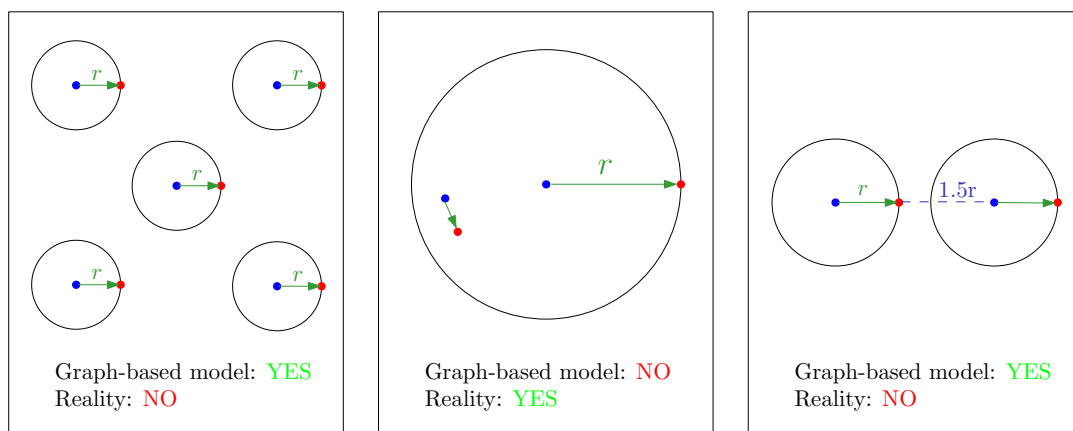 r
r
r
r
r
Graph-based model: YES
Reality: NO
r
Graph-based model: NO
Reality: YES
r
1.5r
Graph-based model: YES
Reality: NO